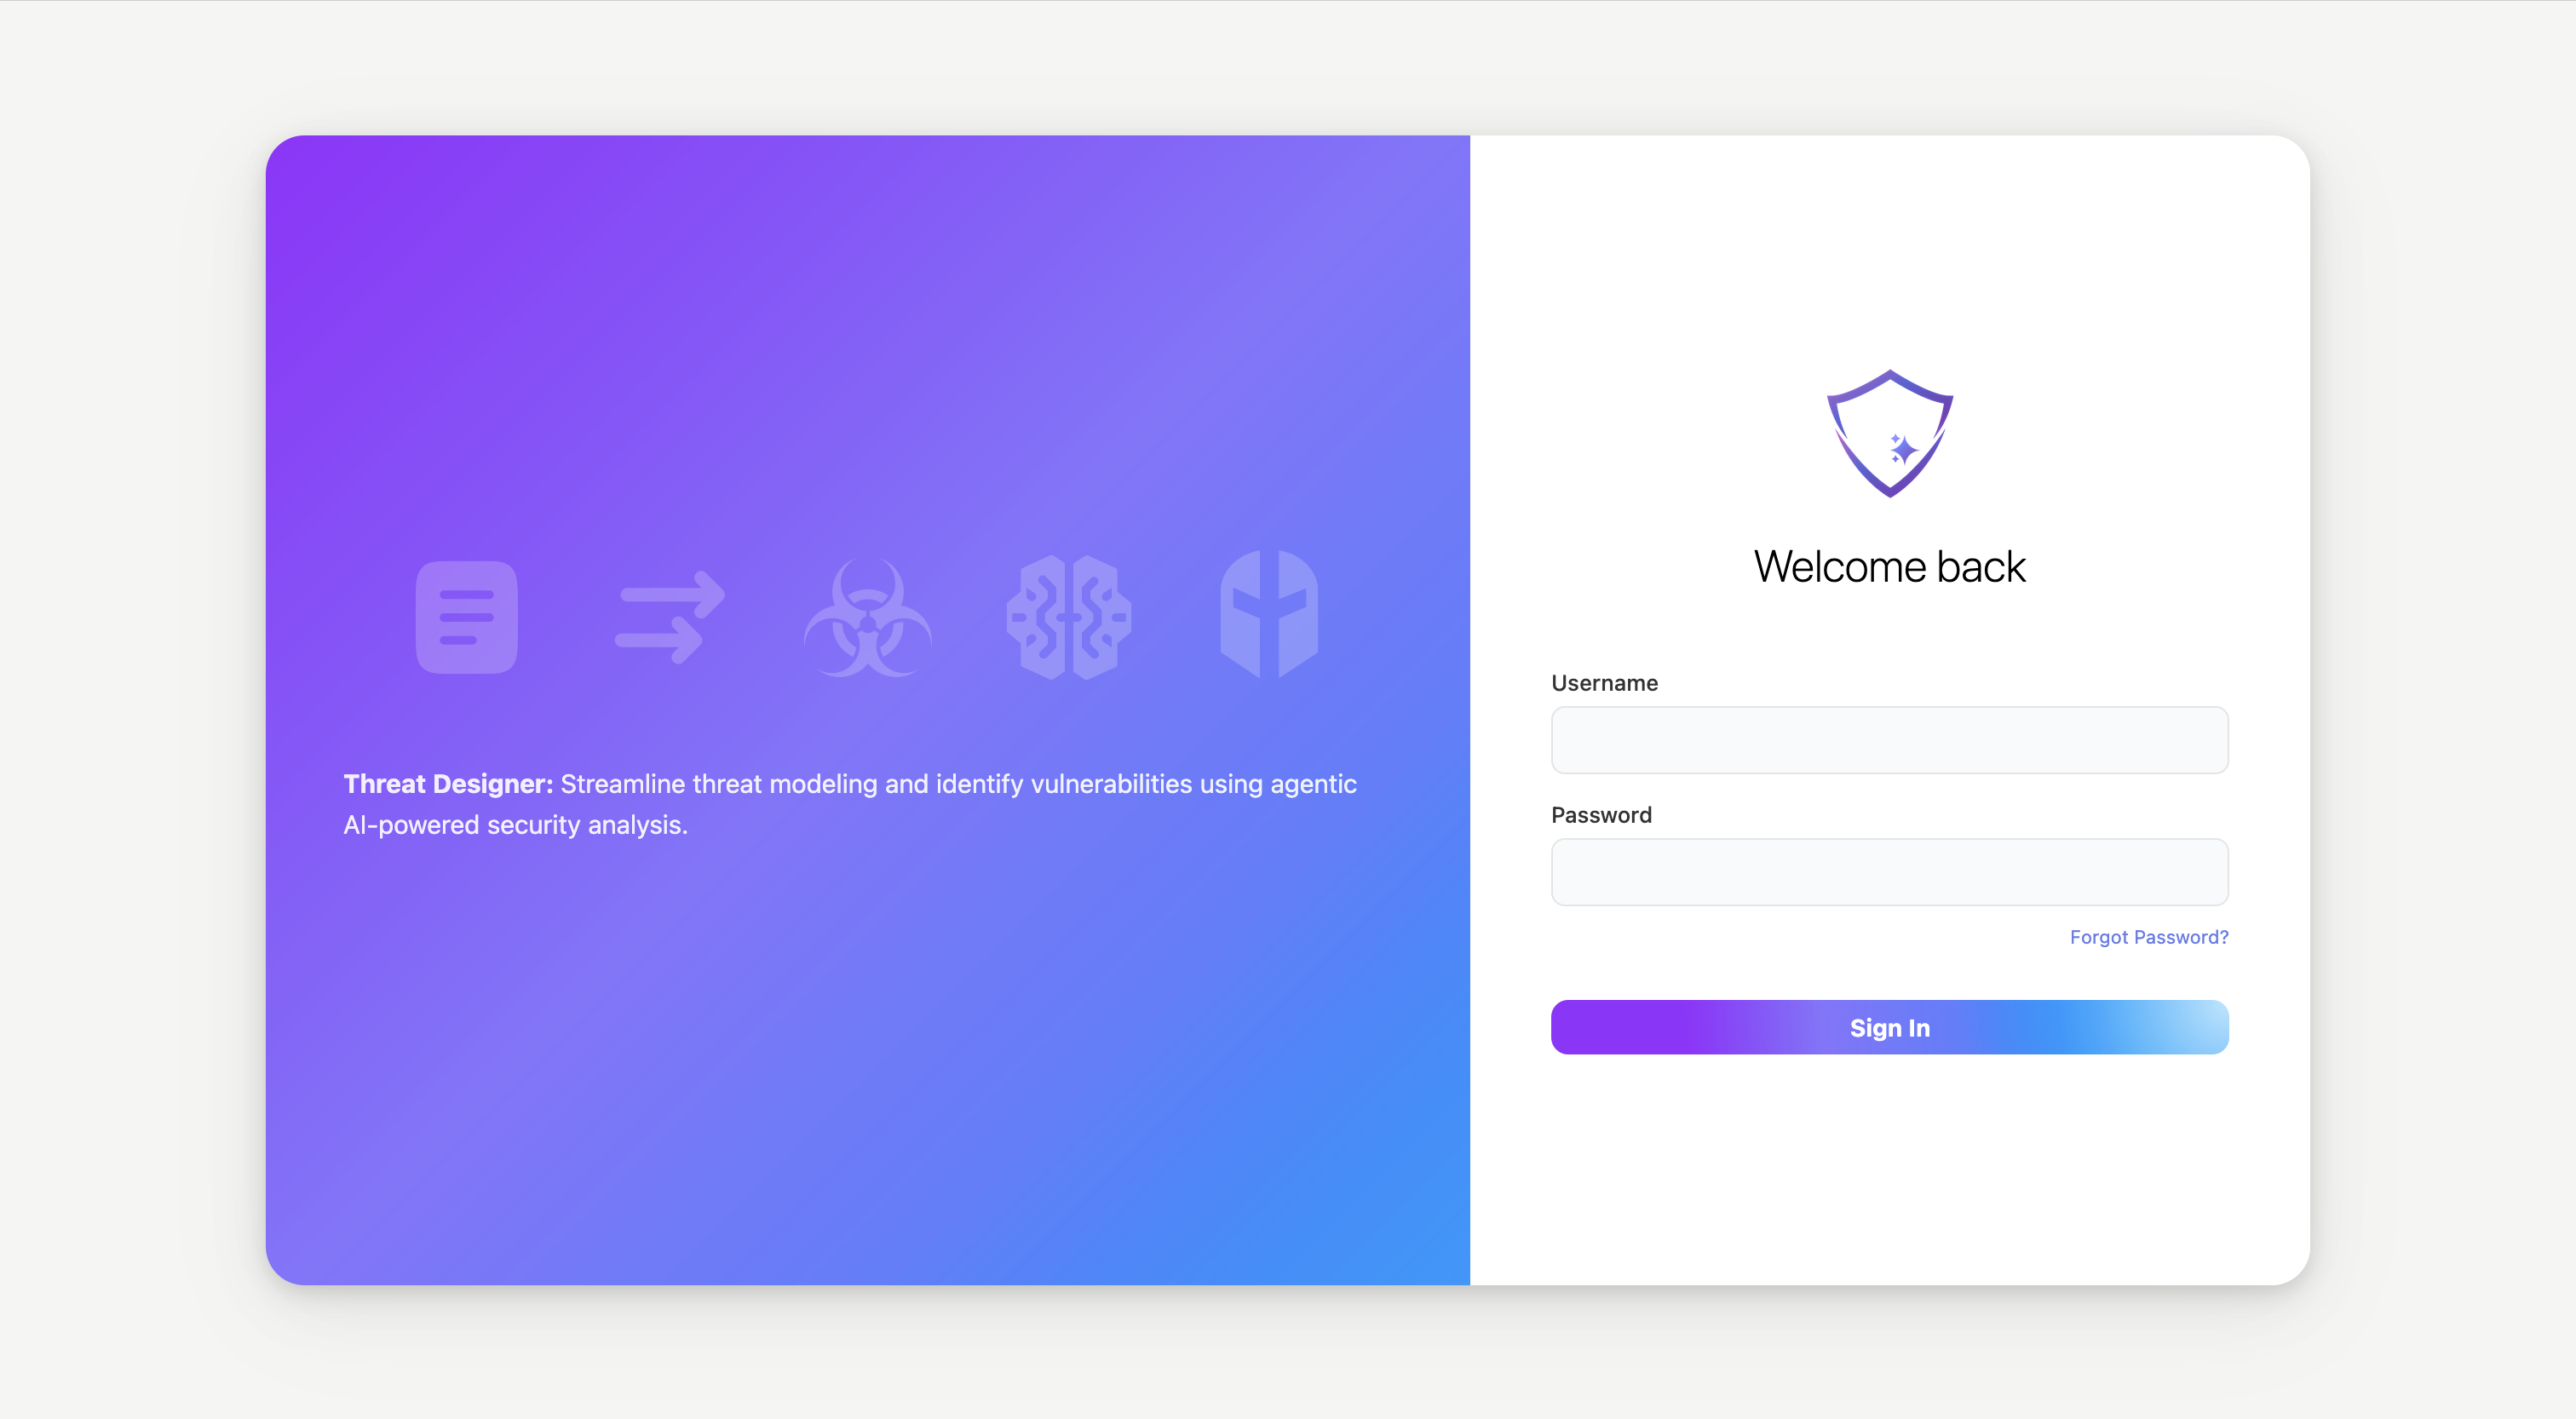 Threat Designer: Streamline threat modeling and identify vulnerabilities using agentic
AI-powered security analysis.
Welcome back
Username
Password
Forgot Password?
Sign In